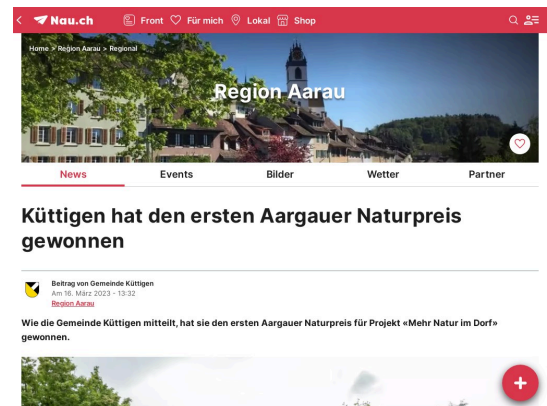 Nau.ch Front Für mich Lokal Shop
Home > Region Aarau > Regional
Region Aarau
News Events Bilder Wetter Partner
Küttigen hat den ersten Aargauer Naturpreis
gewonnen
Beitrag von Gemeinde Küttigen
Am 16. März 2023 - 13:32
Region Aarau
Wie die Gemeinde Küttigen mitteilt, hat sie den ersten Aargauer Naturpreis für Projekt «Mehr Natur im Dorf»
gewonnen.